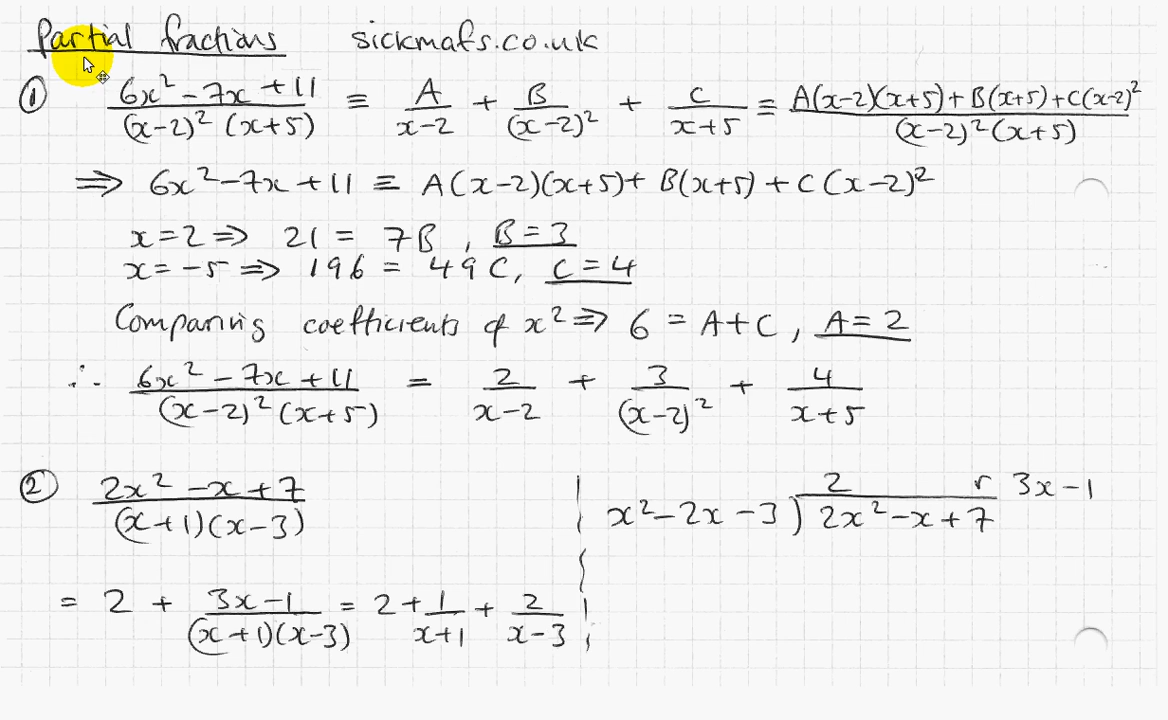 Partial fractions sickmafs.co.uk
① (6x² - 7x + 11)/((x-2)² (x+5)) ≡ A/(x-2) + B/(x-2)² + C/(x+5) ≡ (A(x-2)(x+5) + B(x+5) + C(x-2)²)/((x-2)² (x+5))
⇒ 6x² - 7x + 11 ≡ A(x-2)(x+5) + B(x+5) + C(x-2)²
x = 2 ⇒ 21 = 7B , B = 3
x = -5 ⇒ 196 = 49C, C = 4
Comparing coefficients of x² ⇒ 6 = A + C , A = 2
∴ (6x² - 7x + 11)/((x-2)² (x+5)) = 2/(x-2) + 3/(x-2)² + 4/(x+5)
② (2x² - x + 7)/((x+1)(x-3))
2 r 3x - 1
x² - 2x - 3 ) 2x² - x + 7
= 2 + (3x - 1)/((x+1)(x-3)) = 2 + 1/(x+1) + 2/(x-3)